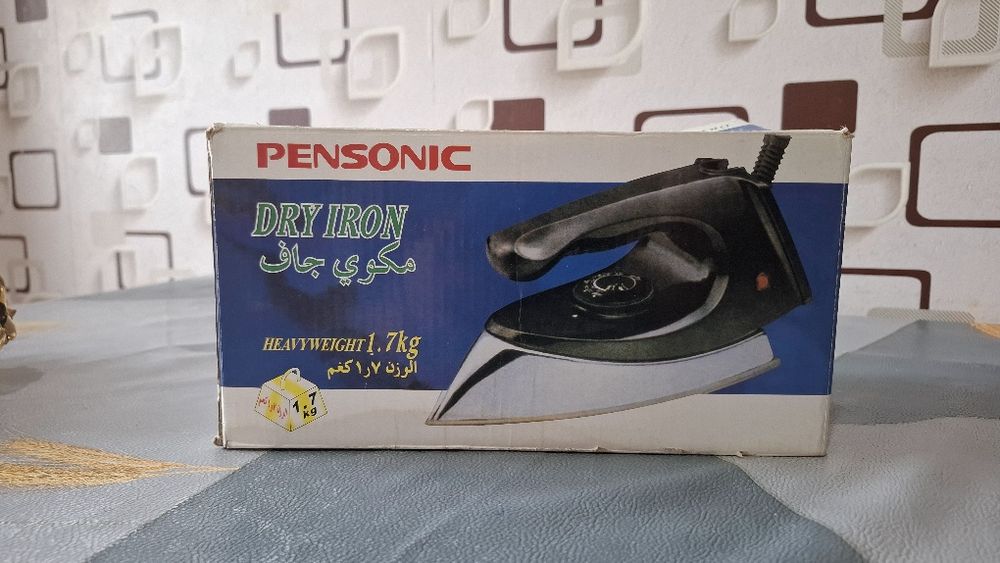 PENSONIC
DRY IRON
مكوي جاف
HEAVYWEIGHT 1.7kg
الوزن ١٫٧ كغم
1.7
kg